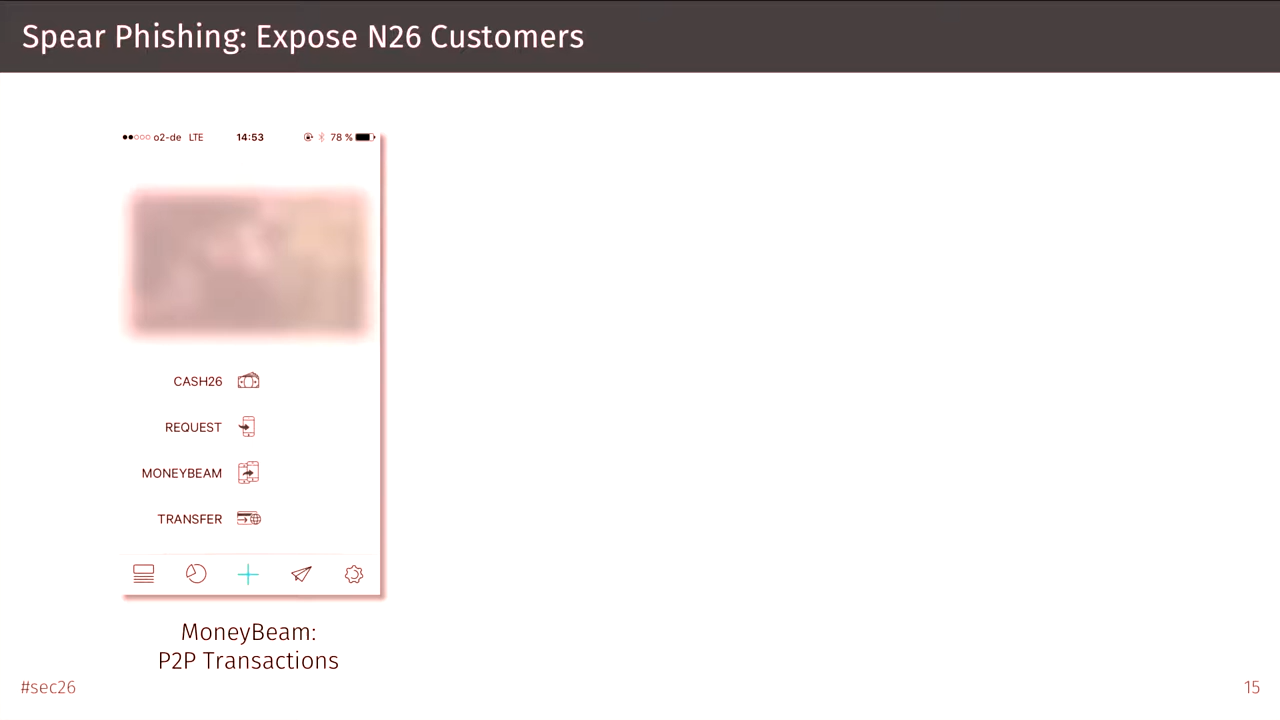 Spear Phishing: Expose N26 Customers
o2-de LTE 14:53 78 %
CASH26
REQUEST
MONEYBEAM
TRANSFER
MoneyBeam:
P2P Transactions
#sec26 15